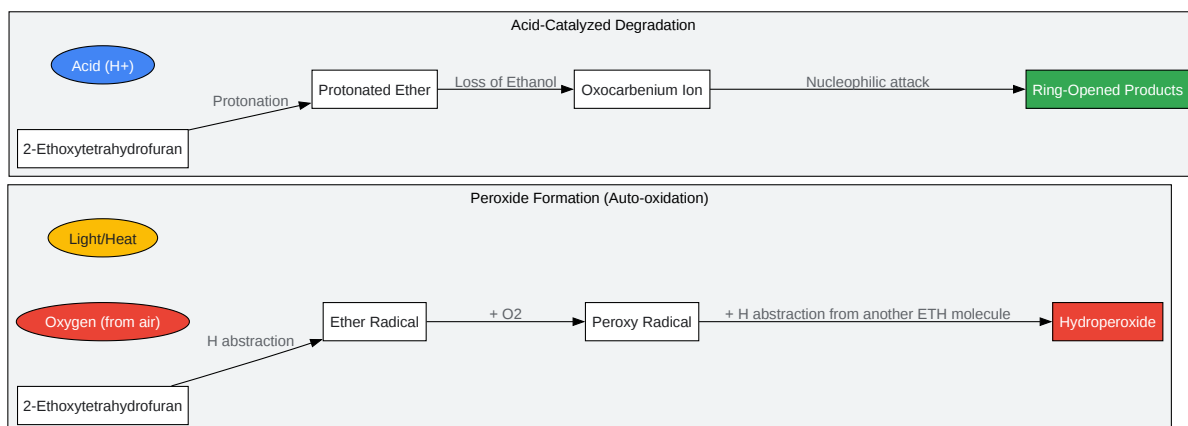 Acid-Catalyzed Degradation
Acid (H+)
Protonation
2-Ethoxytetrahydrofuran
Protonated Ether
Loss of Ethanol
Oxocarbenium Ion
Nucleophilic attack
Ring-Opened Products
Peroxide Formation (Auto-oxidation)
Light/Heat
Oxygen (from air)
H abstraction
2-Ethoxytetrahydrofuran
Ether Radical
+ O2
Peroxy Radical
+ H abstraction from another ETH molecule
Hydroperoxide